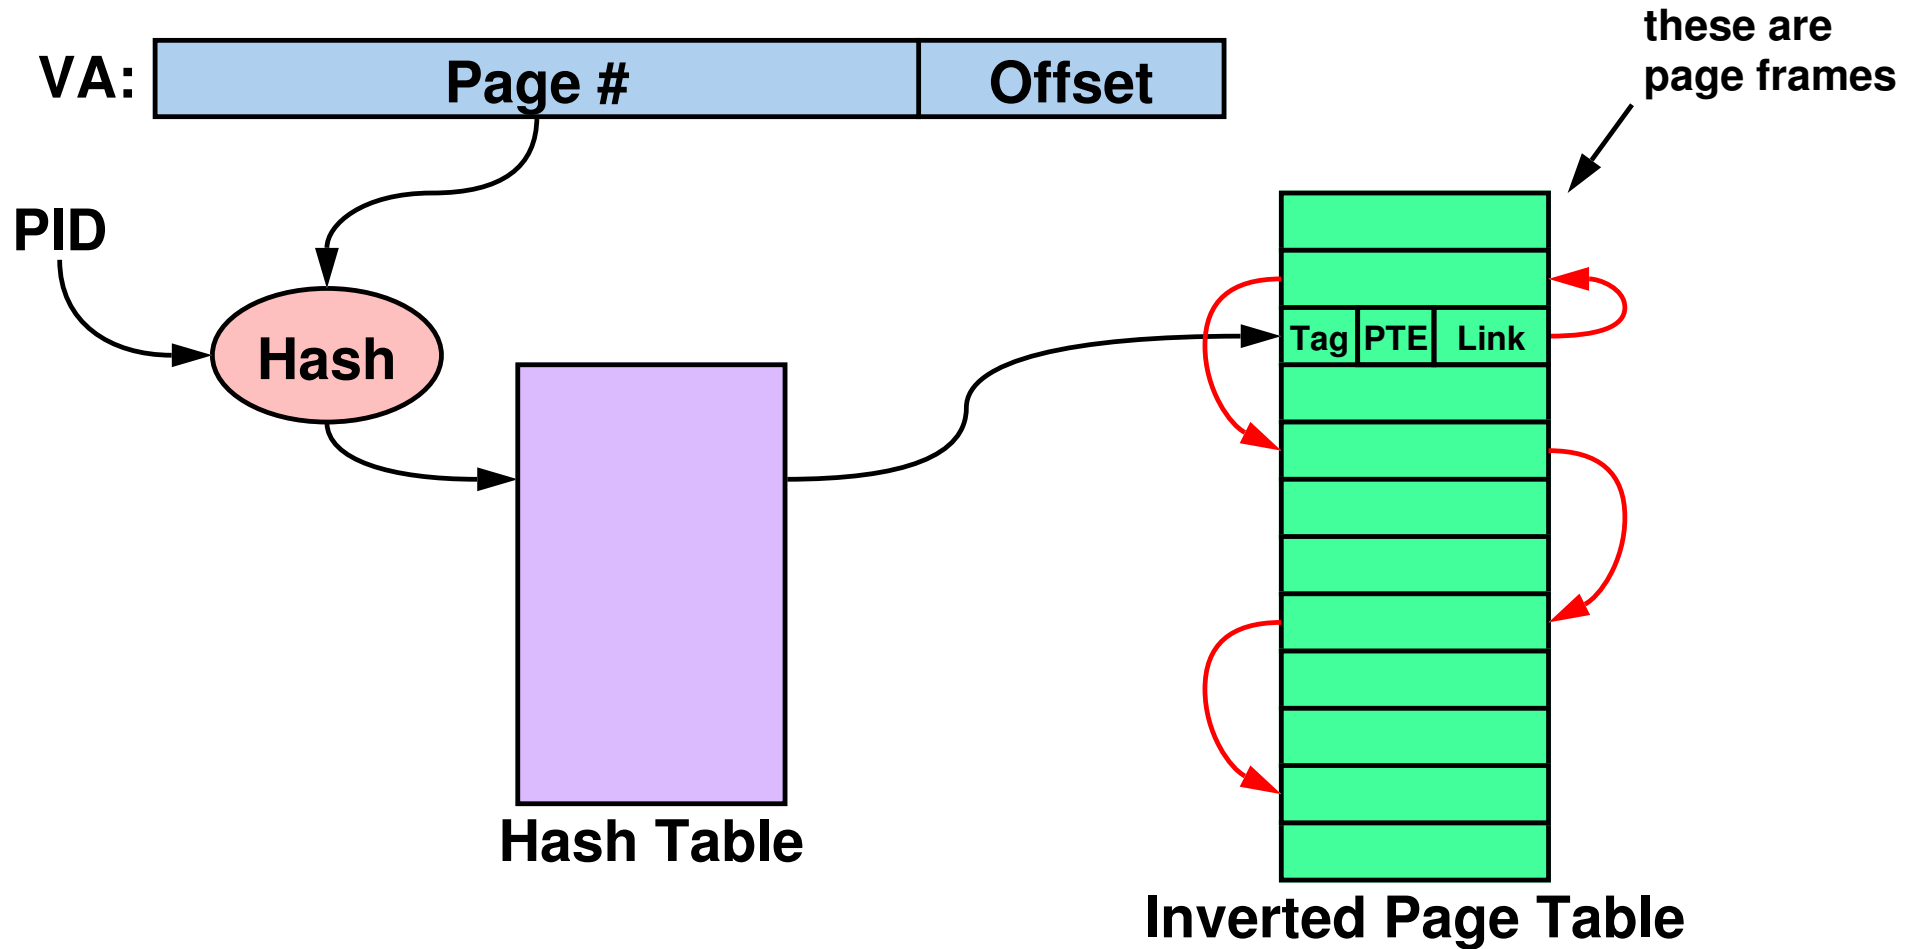 these are
page frames
VA: Page # Offset
PID
Hash
Tag PTE Link
Hash Table
Inverted Page Table